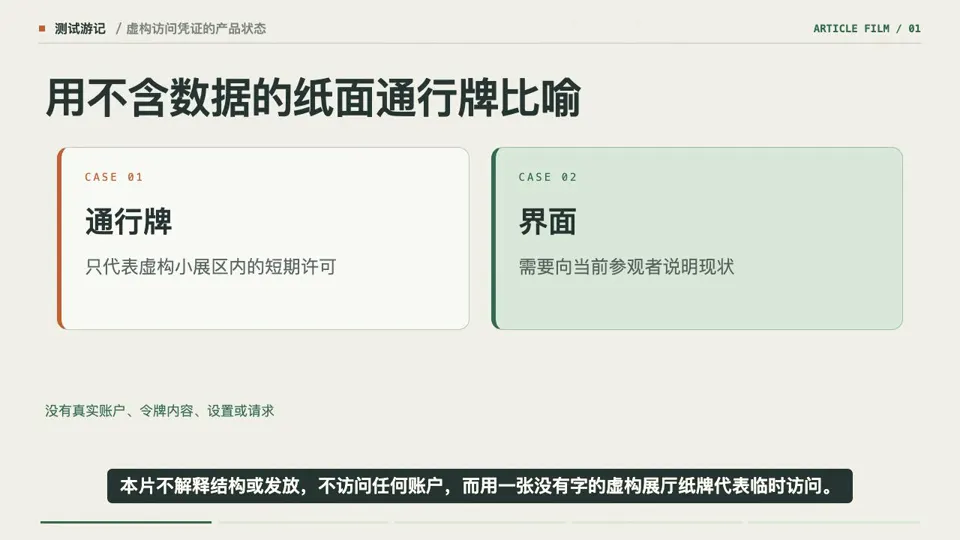 测试游记 / 虚构访问凭证的产品状态
ARTICLE FILM / 01
用不含数据的纸面通行牌比喻
CASE 01
通行牌
只代表虚构小展区内的短期许可
CASE 02
界面
需要向当前参观者说明现状
没有真实账户、令牌内容、设置或请求
本片不解释结构或发放，不访问任何账户，而用一张没有字的虚构展厅纸牌代表临时访问。